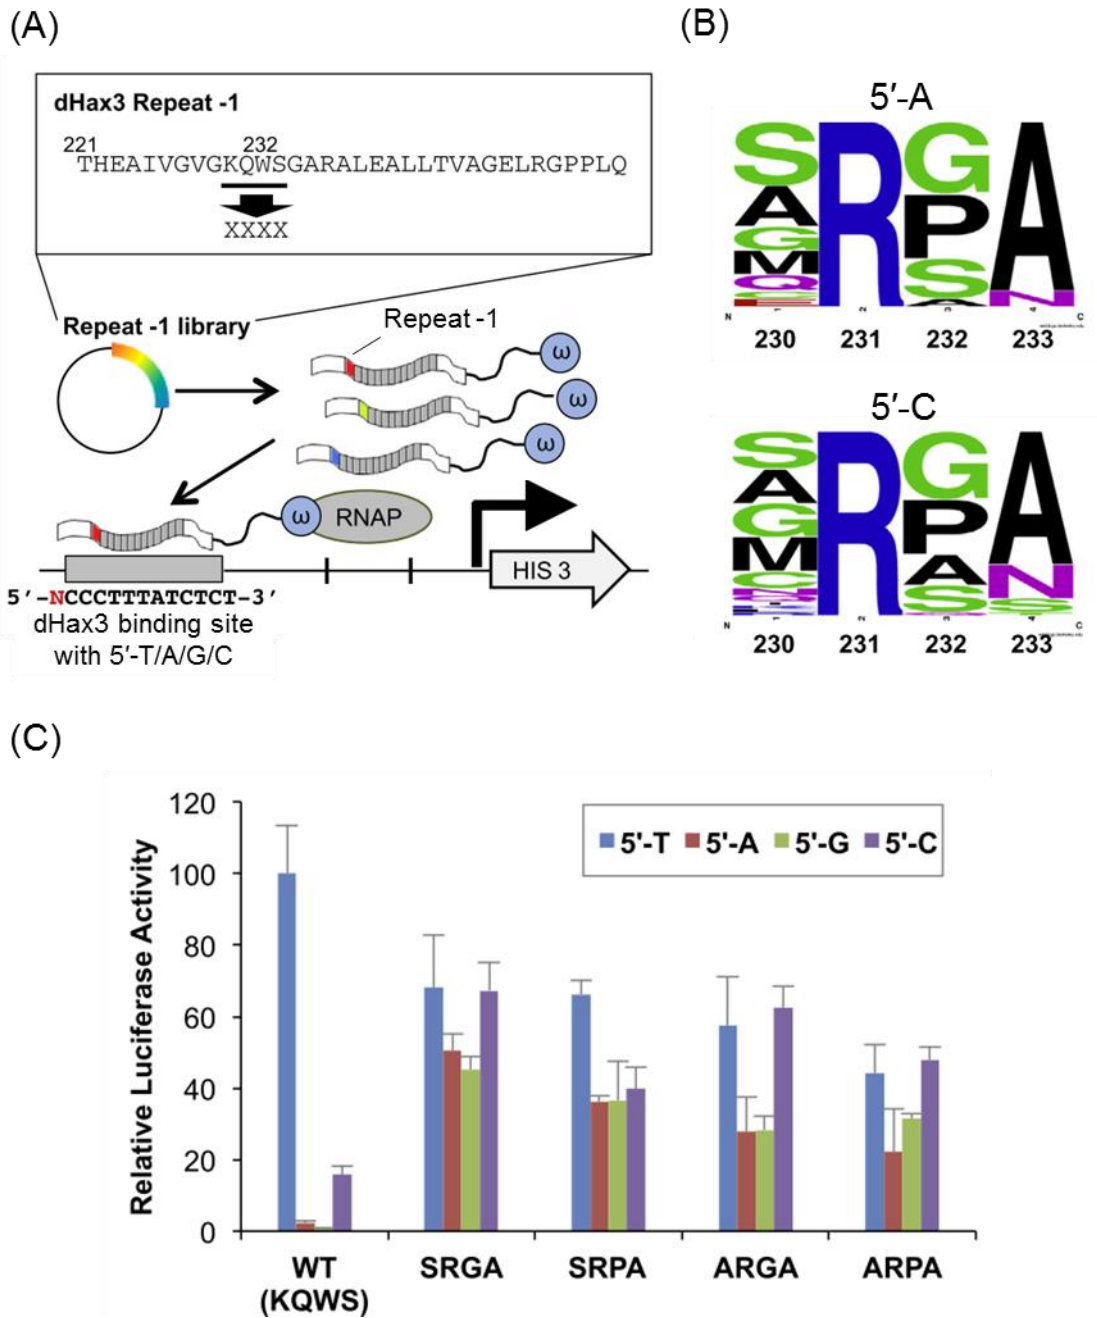 (A)
dHax3 Repeat -1
221 232
THEAIVGVGKQWSGARALEALLTVAGELRGPPLQ
XXXX
Repeat -1 library
Repeat -1
ω
ω
ω
ω RNAP
HIS 3
5′-NCCCTTTATCTCT-3′
dHax3 binding site
with 5′-T/A/G/C
(B)
5′-A
S R G A
A P N
G S
M
Q
N C
230 231 232 233
5′-C
S R G A
A P N
G A S
M S
C
N C
230 231 232 233
(C)
Relative Luciferase Activity
120
100
80
60
40
20
0
5'-T 5'-A 5'-G 5'-C
WT SRGA SRPA ARGA ARPA
(KQWS)